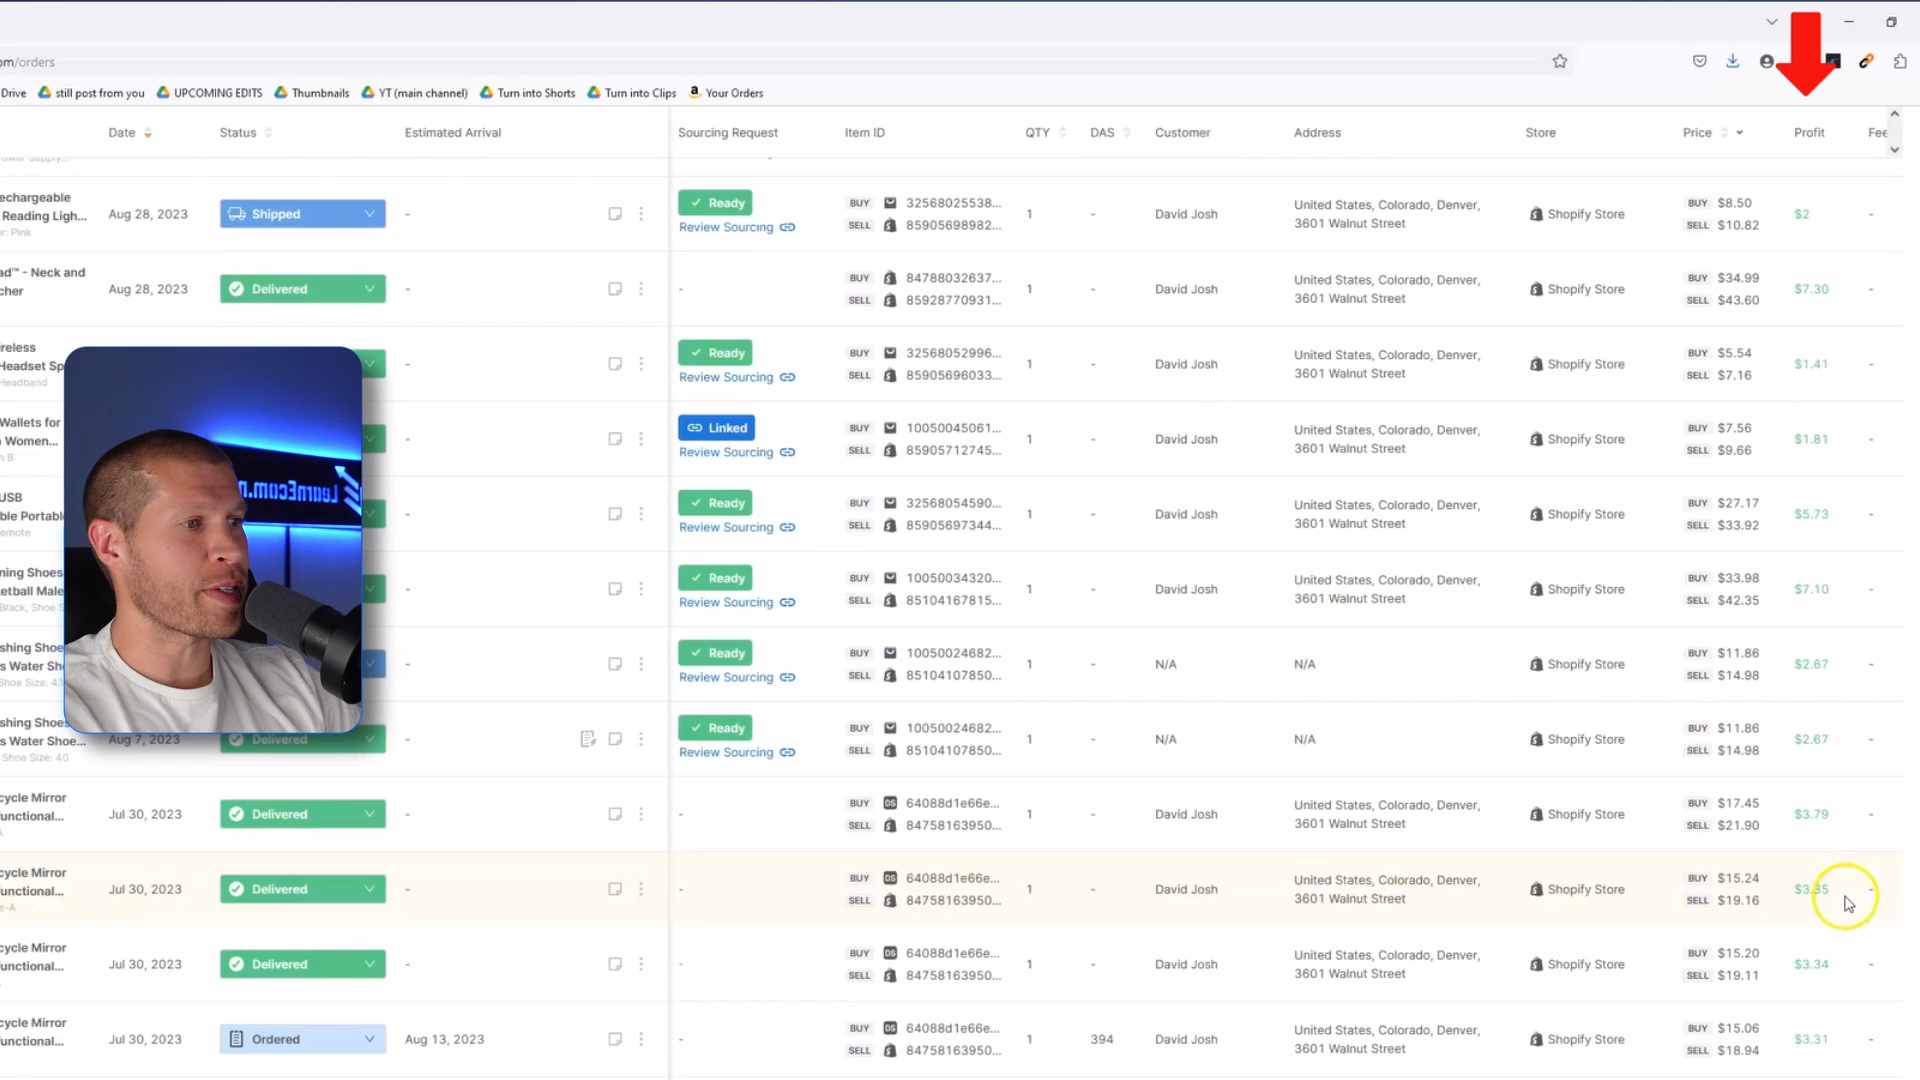 om/orders
Drive still post from you UPCOMING EDITS Thumbnails YT (main channel) Turn into Shorts Turn into Clips Your Orders
Date Status Estimated Arrival Sourcing Request Item ID QTY DAS Customer Address Store Price Profit Fee
echargeable
Reading Ligh...
or: Pink
Aug 28, 2023 Shipped -
Ready
Review Sourcing
BUY 32568025538...
SELL 85905698982...
1 - David Josh
United States, Colorado, Denver,
3601 Walnut Street
Shopify Store
BUY $8.50
SELL $10.82
$2 -
ad™ - Neck and
cher
Aug 28, 2023 Delivered -
-
BUY 84788032637...
SELL 85928770931...
1 - David Josh
United States, Colorado, Denver,
3601 Walnut Street
Shopify Store
BUY $34.99
SELL $43.60
$7.30 -
ireless
Headset Sp
Headband
-
Ready
Review Sourcing
BUY 32568052996...
SELL 85905696033...
1 - David Josh
United States, Colorado, Denver,
3601 Walnut Street
Shopify Store
BUY $5.54
SELL $7.16
$1.41 -
Wallets for
n Women...
n B
-
Linked
Review Sourcing
BUY 10050045061...
SELL 85905712745...
1 - David Josh
United States, Colorado, Denver,
3601 Walnut Street
Shopify Store
BUY $7.56
SELL $9.66
$1.81 -
USB
ble Portabl
emote
-
Ready
Review Sourcing
BUY 32568054590...
SELL 85905697344...
1 - David Josh
United States, Colorado, Denver,
3601 Walnut Street
Shopify Store
BUY $27.17
SELL $33.92
$5.73 -
ning Shoes
ketball Male
Black, Shoe S
-
Ready
Review Sourcing
BUY 10050034320...
SELL 85104167815...
1 - David Josh
United States, Colorado, Denver,
3601 Walnut Street
Shopify Store
BUY $33.98
SELL $42.35
$7.10 -
shing Shoe
s Water Sh
Shoe Size: 43
-
Ready
Review Sourcing
BUY 10050024682...
SELL 85104107850...
1 - N/A N/A
Shopify Store
BUY $11.86
SELL $14.98
$2.67 -
shing Shoes
s Water Shoe...
Shoe Size: 40
Aug 7, 2023 Delivered -
Ready
Review Sourcing
BUY 10050024682...
SELL 85104107850...
1 - N/A N/A
Shopify Store
BUY $11.86
SELL $14.98
$2.67 -
cycle Mirror
unctional...
Jul 30, 2023 Delivered -
-
BUY 64088d1e66e...
SELL 84758163950...
1 - David Josh
United States, Colorado, Denver,
3601 Walnut Street
Shopify Store
BUY $17.45
SELL $21.90
$3.79 -
cycle Mirror
unctional...
e-A
Jul 30, 2023 Delivered -
-
BUY 64088d1e66e...
SELL 84758163950...
1 - David Josh
United States, Colorado, Denver,
3601 Walnut Street
Shopify Store
BUY $15.24
SELL $19.16
$3.35 -
cycle Mirror
unctional...
Jul 30, 2023 Delivered -
-
BUY 64088d1e66e...
SELL 84758163950...
1 - David Josh
United States, Colorado, Denver,
3601 Walnut Street
Shopify Store
BUY $15.20
SELL $19.11
$3.34 -
cycle Mirror
unctional...
Jul 30, 2023 Ordered Aug 13, 2023
-
BUY 64088d1e66e...
SELL 84758163950...
1 394 David Josh
United States, Colorado, Denver,
3601 Walnut Street
Shopify Store
BUY $15.06
SELL $18.94
$3.31 -
LearnEcom.n